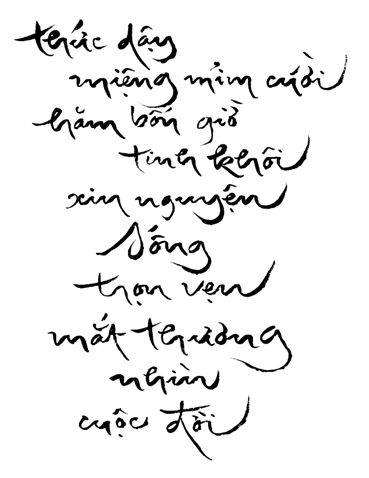 thức dậy
miệng mỉm cười
hăm bốn giờ
tinh khôi
xin nguyện
sống
trọn vẹn
mắt thương
nhìn
cuộc đời